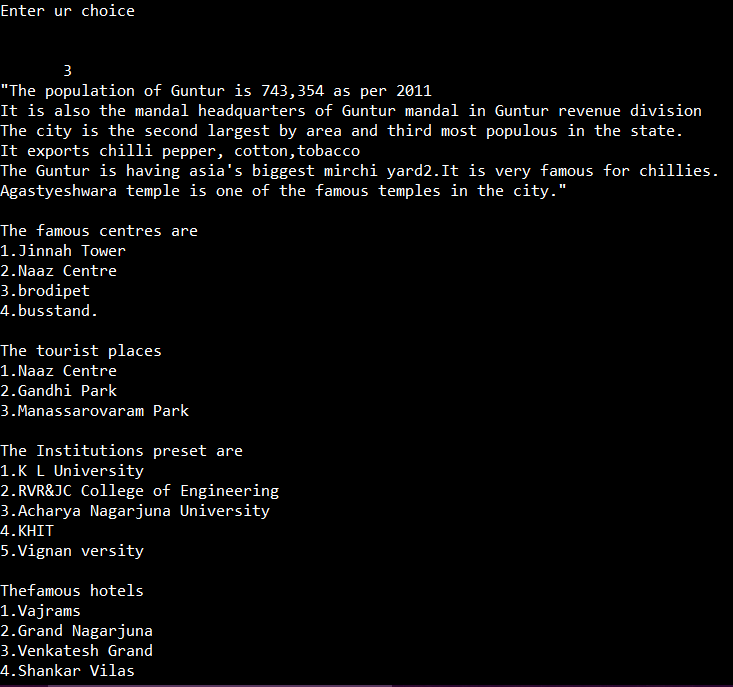 Enter ur choice
3
"The population of Guntur is 743,354 as per 2011
It is also the mandal headquarters of Guntur mandal in Guntur revenue division
The city is the second largest by area and third most populous in the state.
It exports chilli pepper, cotton,tobacco
The Guntur is having asia's biggest mirchi yard2.It is very famous for chillies.
Agastyeshwara temple is one of the famous temples in the city."
The famous centres are
1.Jinnah Tower
2.Naaz Centre
3.brodipet
4.busstand.
The tourist places
1.Naaz Centre
2.Gandhi Park
3.Manassarovaram Park
The Institutions preset are
1.K L University
2.RVR&JC College of Engineering
3.Acharya Nagarjuna University
4.KHIT
5.Vignan versity
Thefamous hotels
1.Vajrams
2.Grand Nagarjuna
3.Venkatesh Grand
4.Shankar Vilas